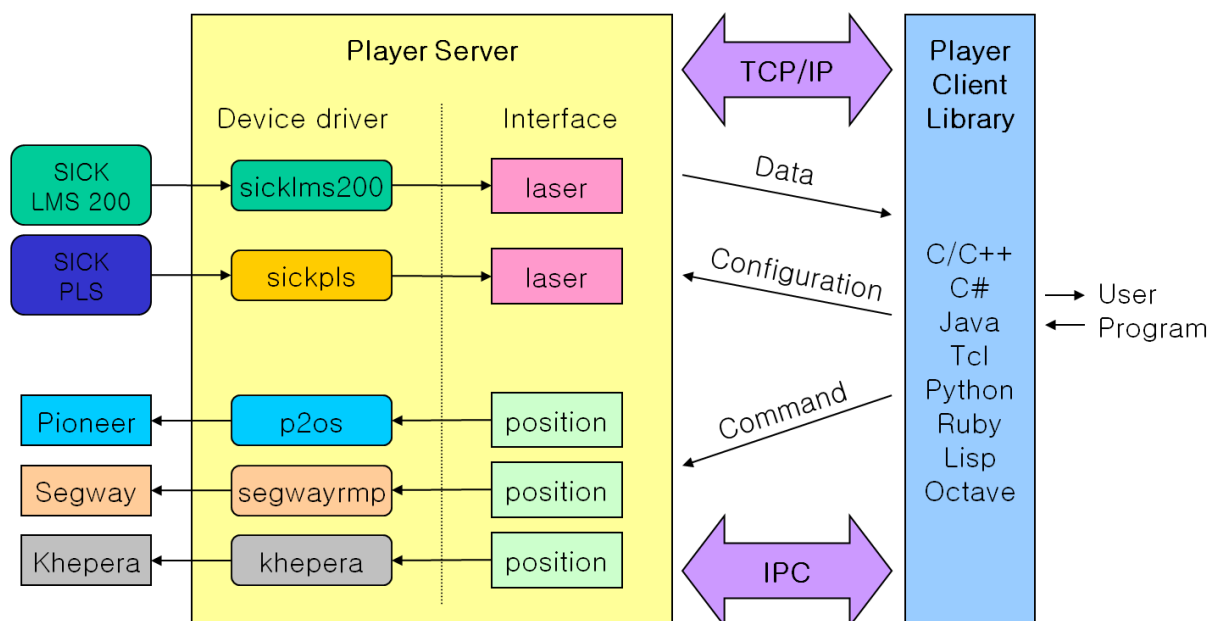 Player Server
TCP/IP
Player
Client
Library
Device driver
Interface
SICK
LMS 200
sicklms200
laser
Data
SICK
PLS
sickpls
laser
Configuration
C/C++
C#
Java
Tcl
Python
Ruby
Lisp
Octave
User
Program
Pioneer
p2os
position
Command
Segway
segwayrmp
position
Khepera
khepera
position
IPC